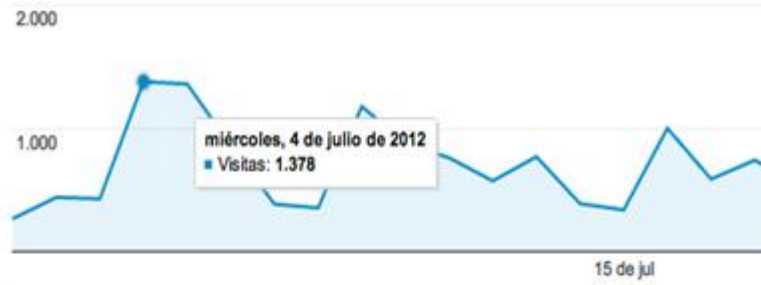 2.000
1.000
miércoles, 4 de julio de 2012
Visitas: 1.378
15 de jul